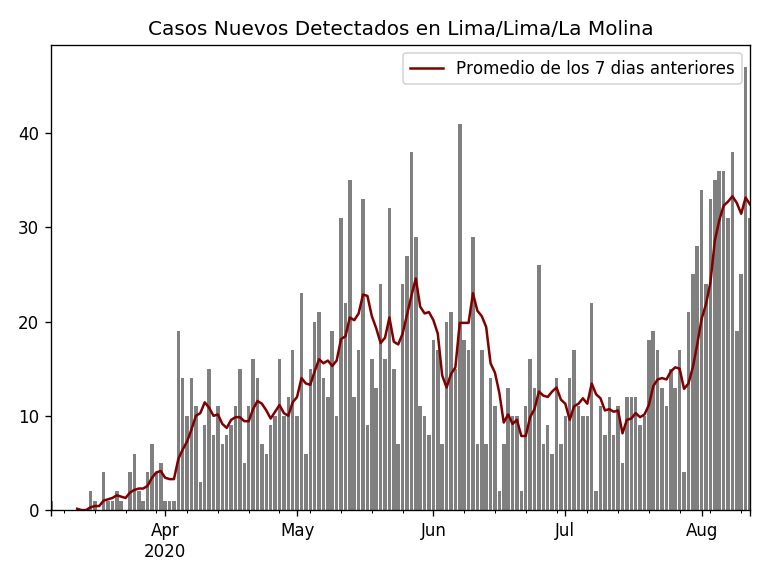 Casos Nuevos Detectados en Lima/Lima/La Molina
Promedio de los 7 dias anteriores
40
30
20
10
0
Apr
2020
May
Jun
Jul
Aug